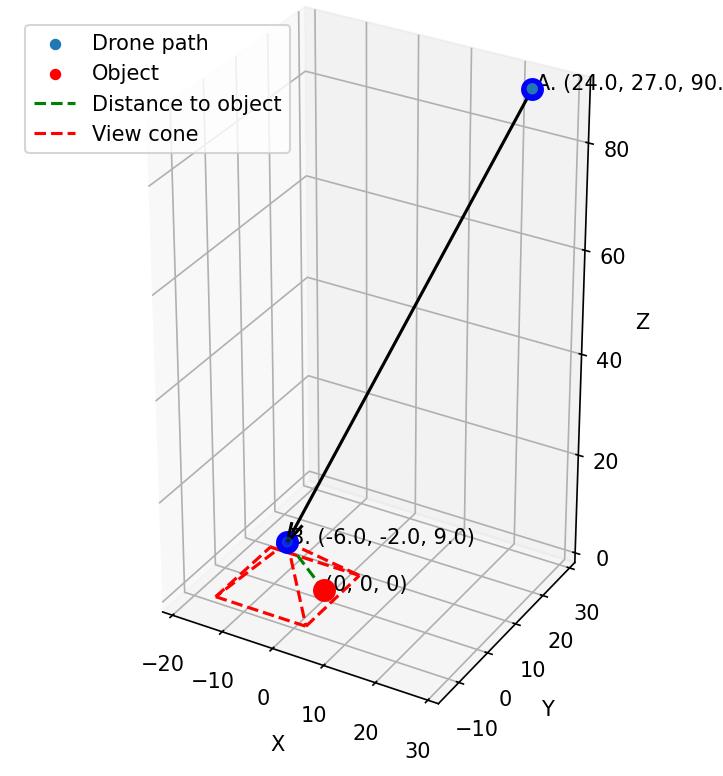 Drone path
Object
Distance to object
View cone
A. (24.0, 27.0, 90.
80
60
Z
40
20
0
B. (-6.0, -2.0, 9.0)
(0, 0, 0)
30
20
10
0
−10
Y
−20
−10
0
10
20
30
X